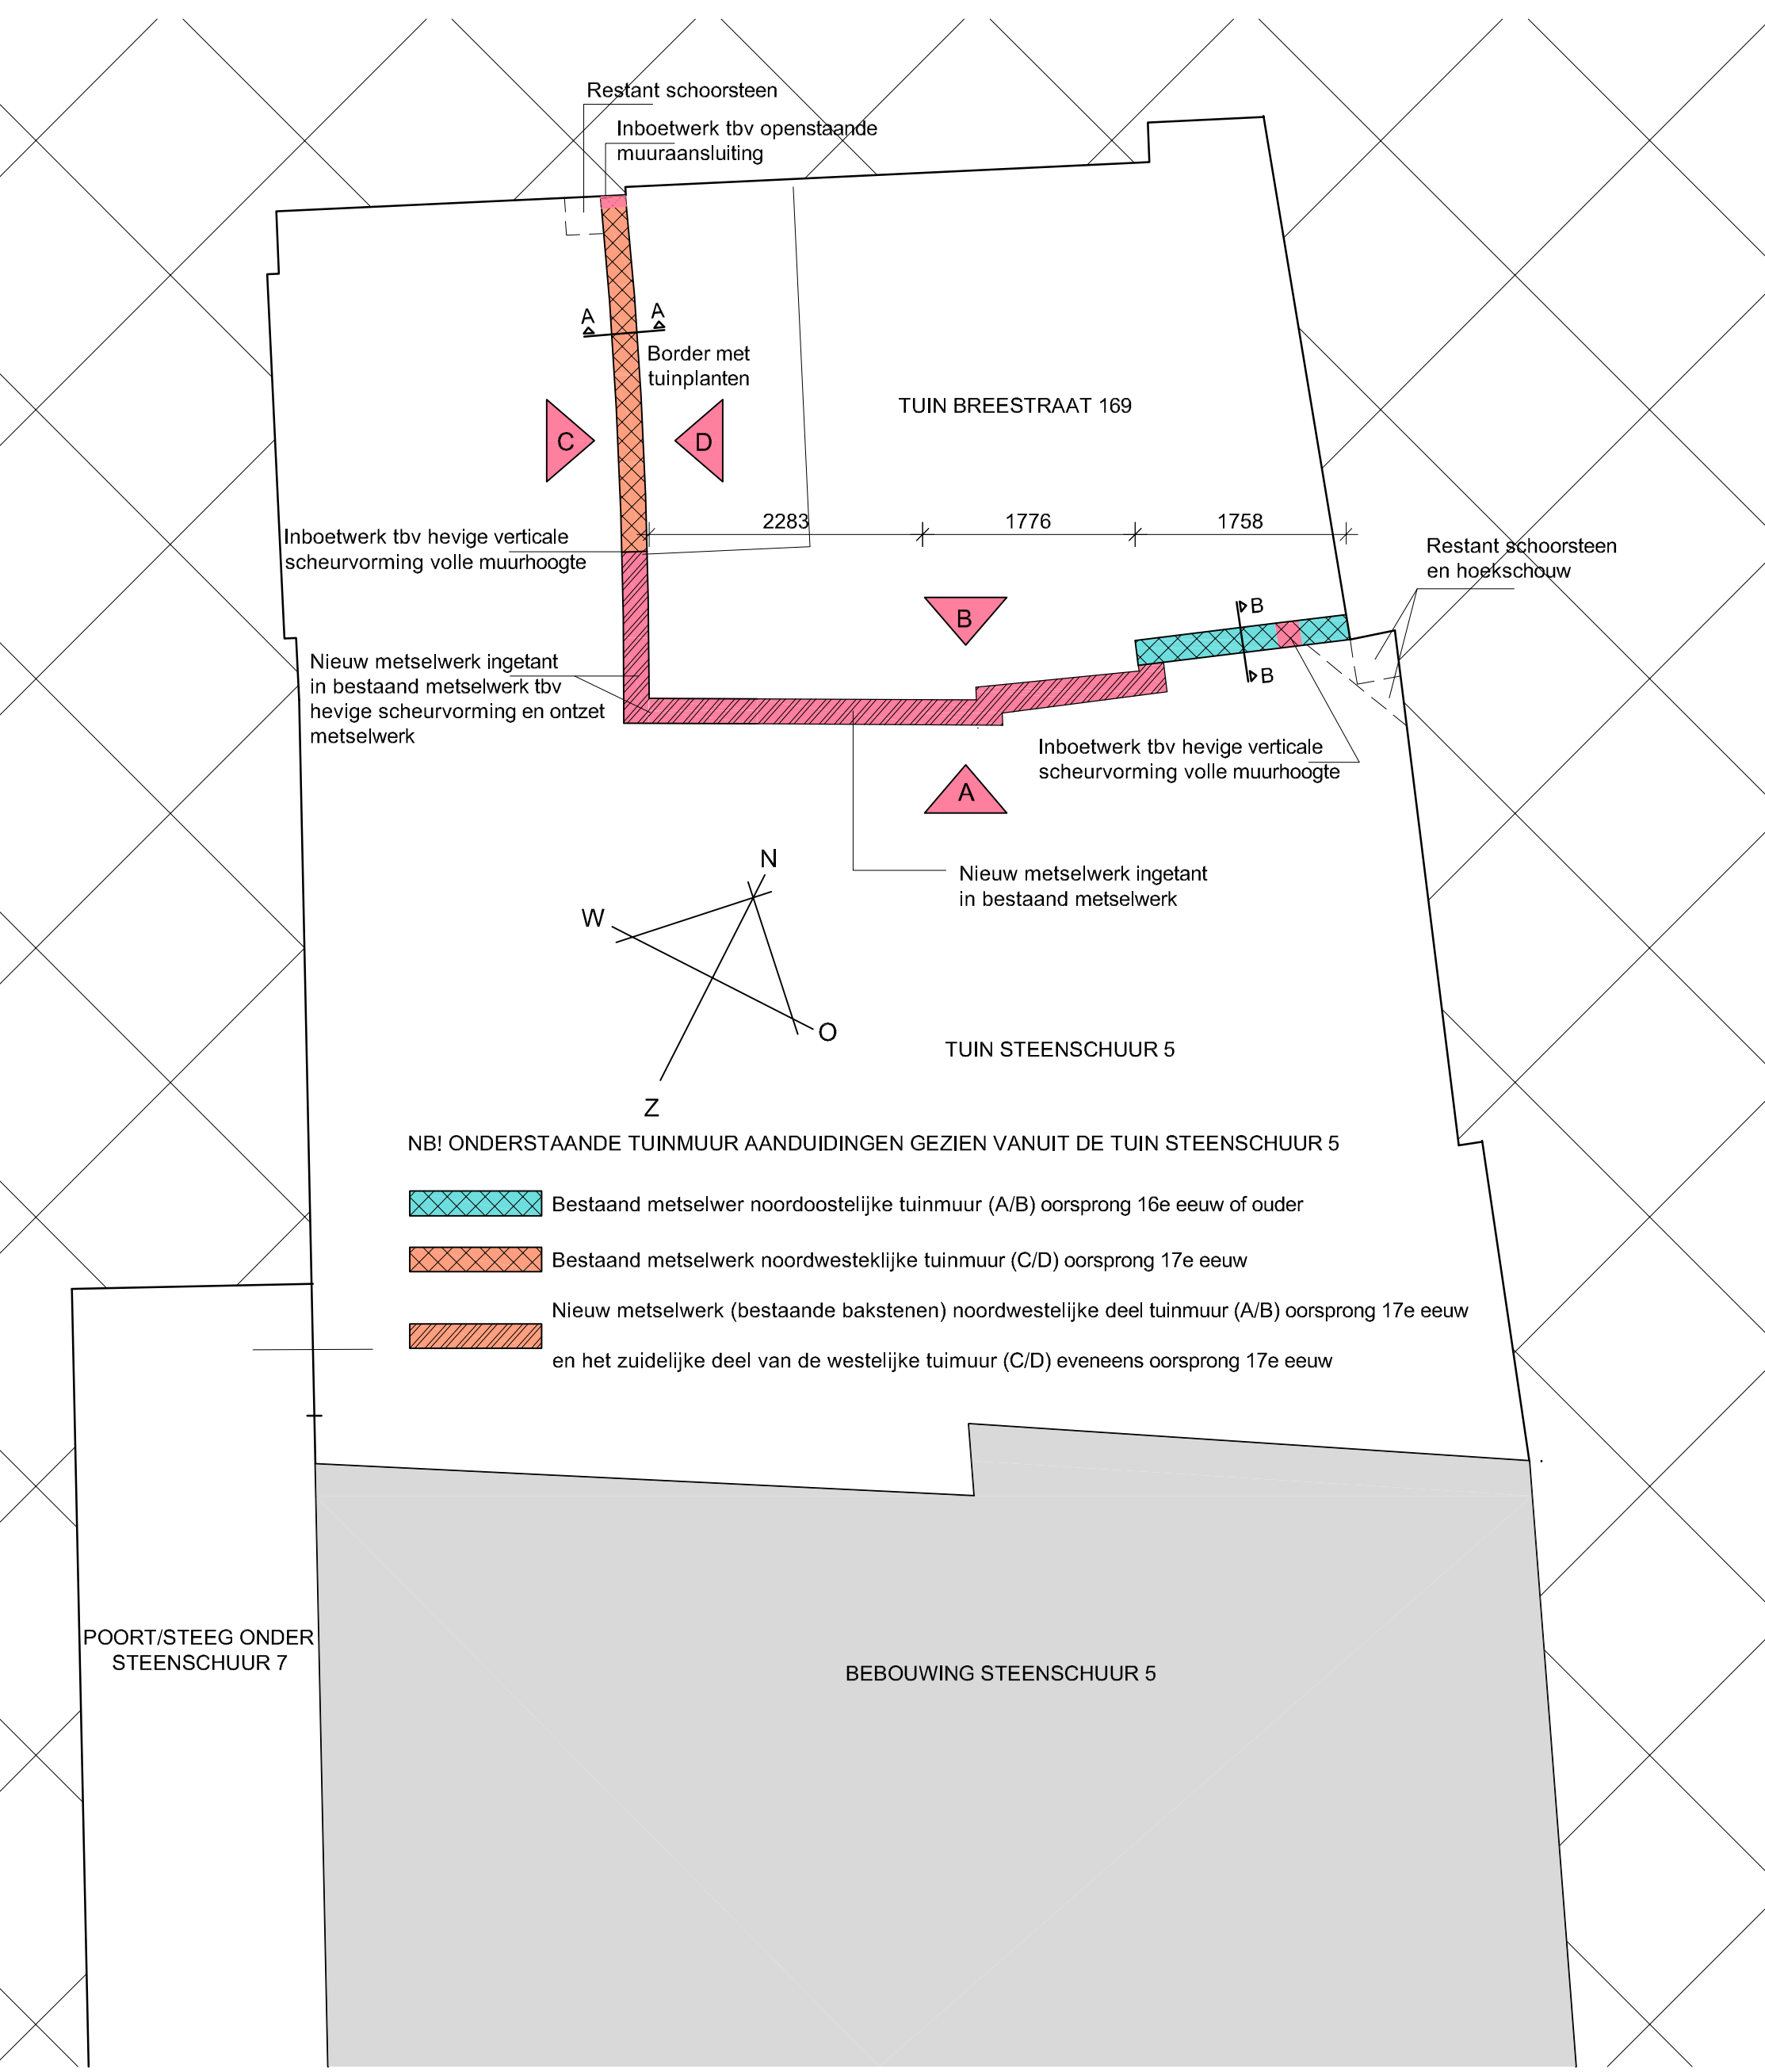 Restant schoorsteen
Inboetwerk tbv openstaande
muuraansluiting
A
A
Border met
tuinplanten
TUIN BREESTRAAT 169
C
D
2283
1776
1758
Inboetwerk tbv hevige verticale
scheurvorming volle muurhoogte
Restant schoorsteen
en hoekschouw
B
B
B
Nieuw metselwerk ingetant
in bestaand metselwerk tbv
hevige scheurvorming en ontzet
metselwerk
Inboetwerk tbv hevige verticale
scheurvorming volle muurhoogte
A
Nieuw metselwerk ingetant
in bestaand metselwerk
N
W
O
Z
TUIN STEENSCHUUR 5
NB! ONDERSTAANDE TUINMUUR AANDUIDINGEN GEZIEN VANUIT DE TUIN STEENSCHUUR 5
Bestaand metselwer noordoostelijke tuinmuur (A/B) oorsprong 16e eeuw of ouder
Bestaand metselwerk noordwesteklijke tuinmuur (C/D) oorsprong 17e eeuw
Nieuw metselwerk (bestaande bakstenen) noordwestelijke deel tuinmuur (A/B) oorsprong 17e eeuw
en het zuidelijke deel van de westelijke tuimuur (C/D) eveneens oorsprong 17e eeuw
POORT/STEEG ONDER
STEENSCHUUR 7
BEBOUWING STEENSCHUUR 5